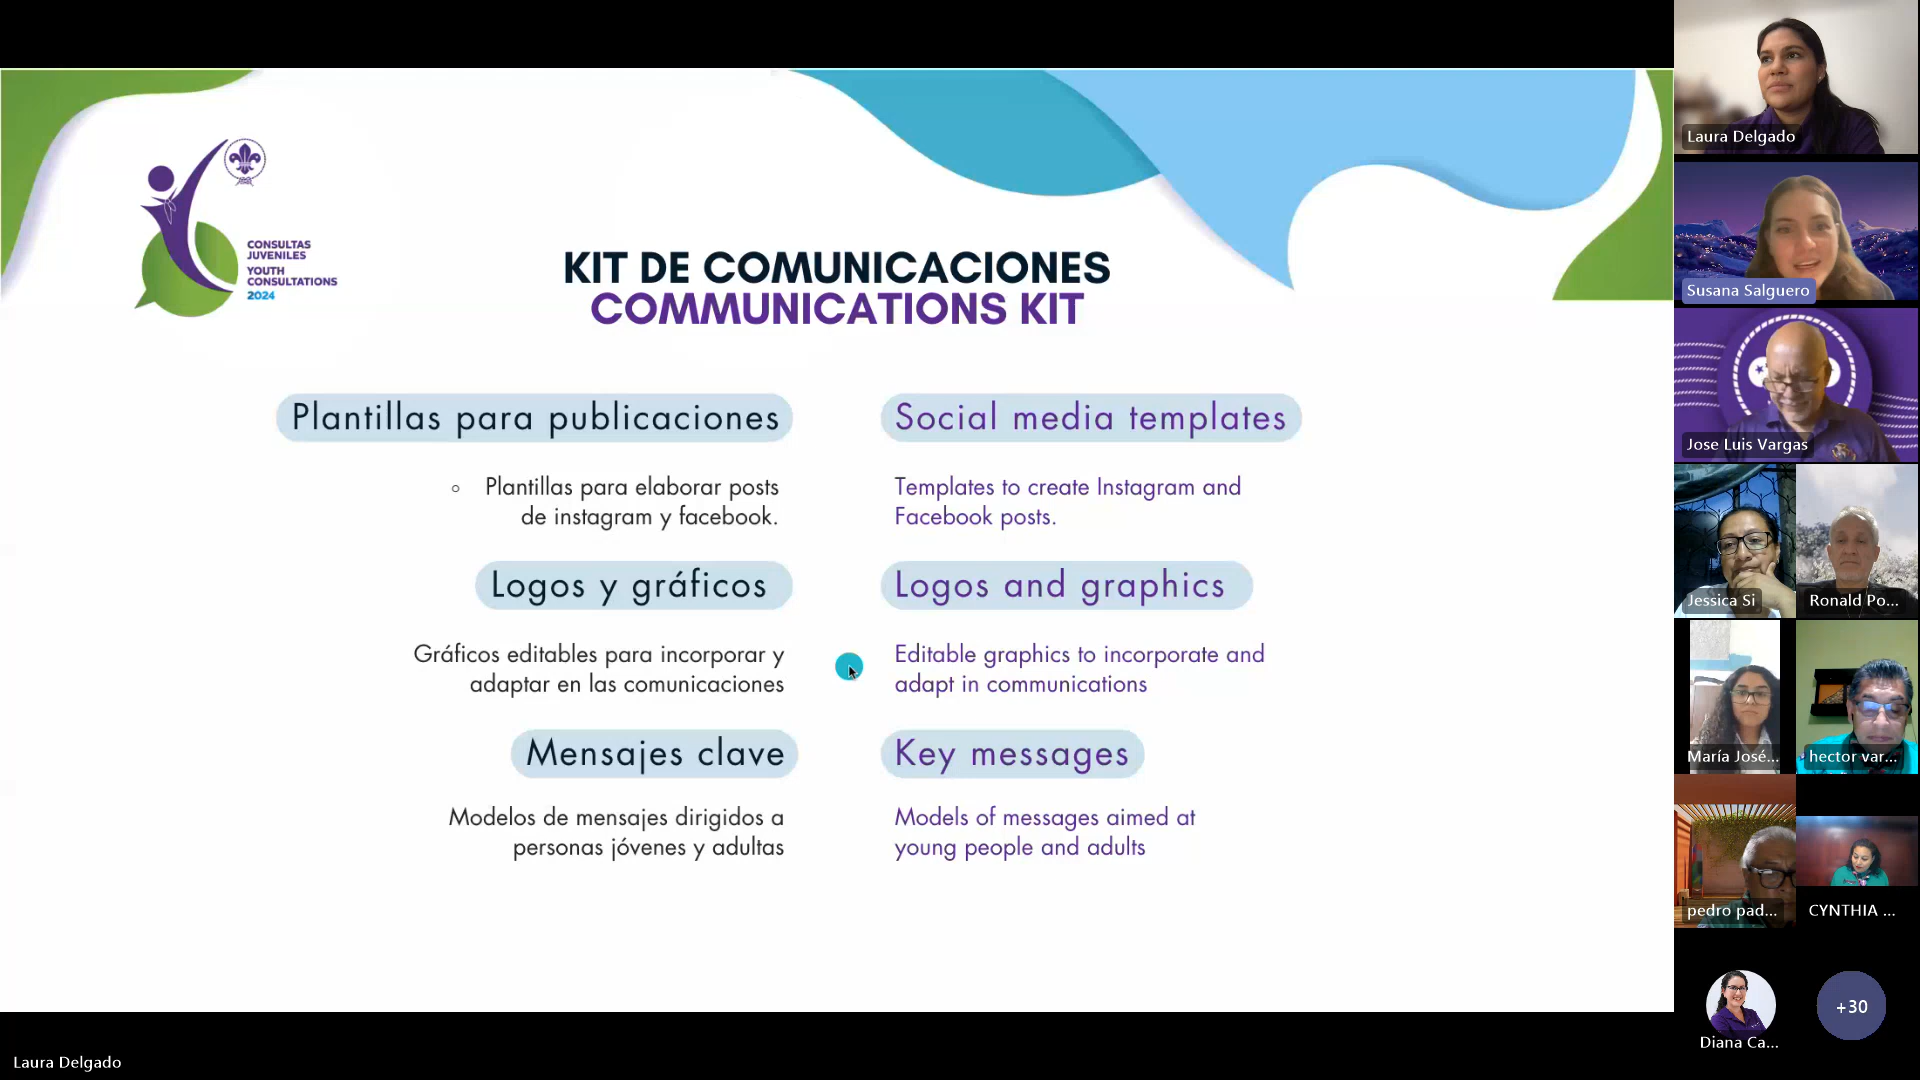 CONSULTAS
JUVENILES
YOUTH
CONSULTATIONS
2024
KIT DE COMUNICACIONES
COMMUNICATIONS KIT
Plantillas para publicaciones
Plantillas para elaborar posts
de instagram y facebook.
Logos y gráficos
Gráficos editables para incorporar y
adaptar en las comunicaciones
Mensajes clave
Modelos de mensajes dirigidos a
personas jóvenes y adultas
Social media templates
Templates to create Instagram and
Facebook posts.
Logos and graphics
Editable graphics to incorporate and
adapt in communications
Key messages
Models of messages aimed at
young people and adults
Laura Delgado
Susana Salguero
Jose Luis Vargas
Jessica Si
Ronald Po...
María José...
hector var...
pedro pad...
CYNTHIA ...
Diana Ca...
+30
Laura Delgado